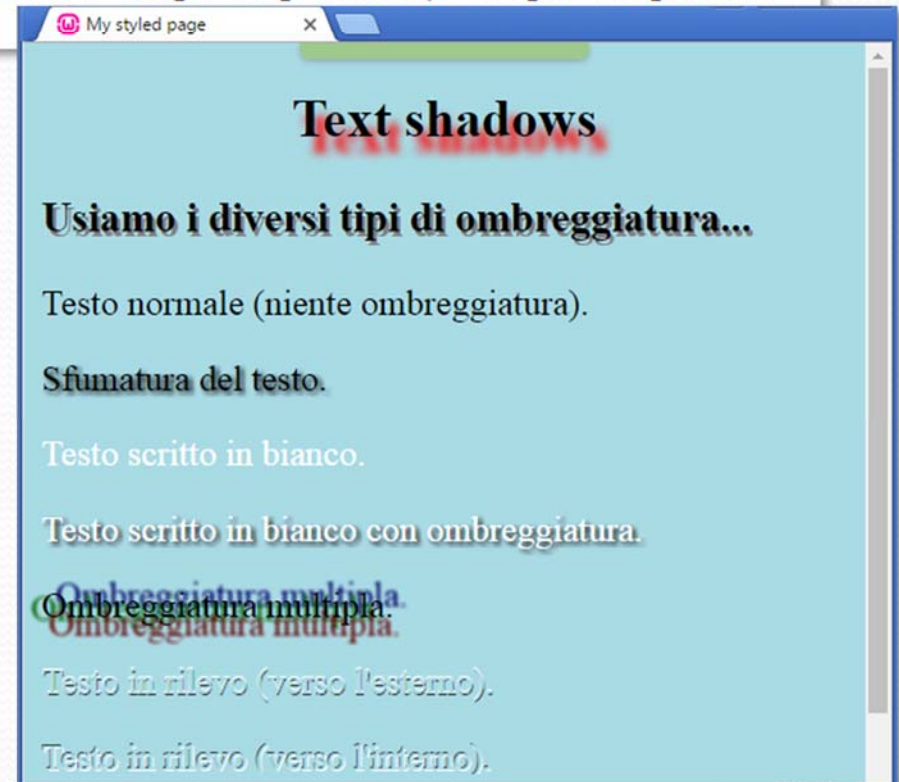 My styled page
Text shadows
Usiamo i diversi tipi di ombreggiatura...
Testo normale (niente ombreggiatura).
Sfumatura del testo.
Testo scritto in bianco.
Testo scritto in bianco con ombreggiatura.
Ombreggiatura multipla.
Testo in rilevo (verso l'esterno).
Testo in rilevo (verso l'interno).